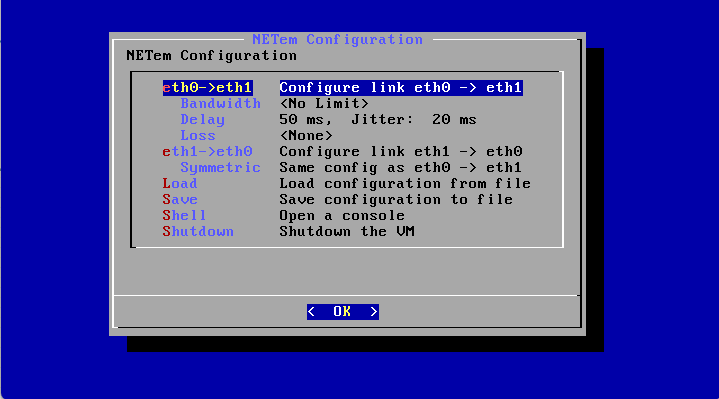 NETem Configuration
NETem Configuration
eth0->eth1 Configure link eth0 -> eth1
Bandwidth <No Limit>
Delay 50 ms, Jitter: 20 ms
Loss <None>
eth1->eth0 Configure link eth1 -> eth0
Symmetric Same config as eth0 -> eth1
Load Load configuration from file
Save Save configuration to file
Shell Open a console
Shutdown Shutdown the VM
< OK >